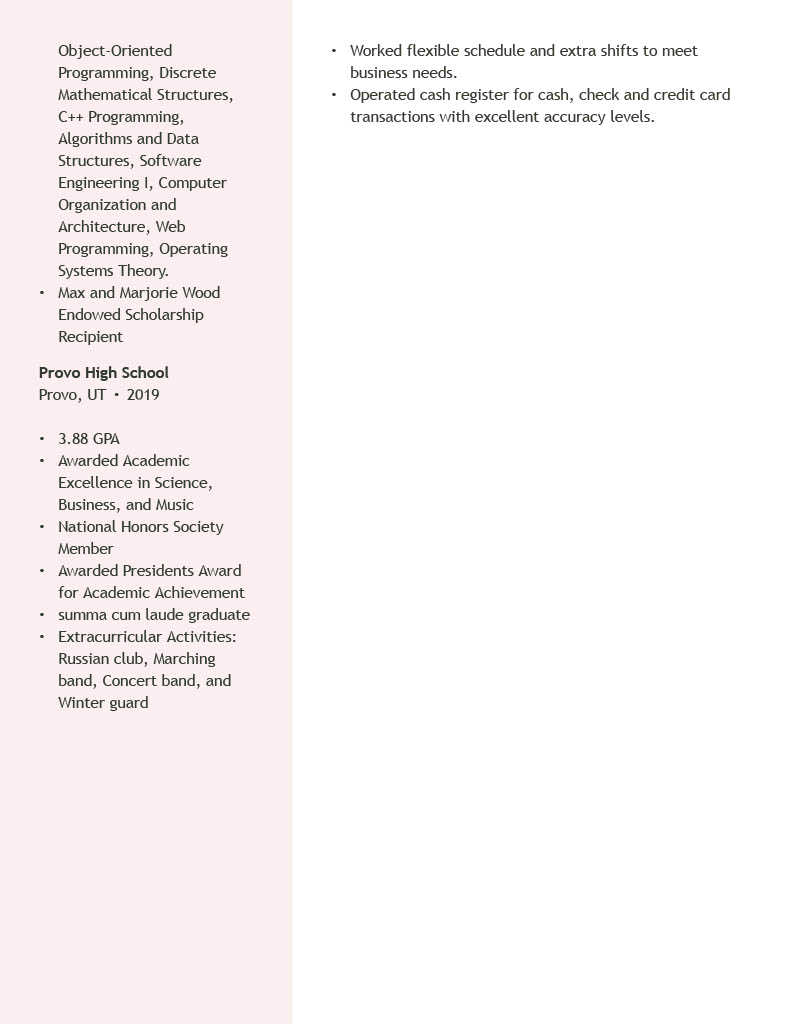 Object-Oriented
Programming, Discrete
Mathematical Structures,
C++ Programming,
Algorithms and Data
Structures, Software
Engineering I, Computer
Organization and
Architecture, Web
Programming, Operating
Systems Theory.
• Max and Marjorie Wood
Endowed Scholarship
Recipient
Provo High School
Provo, UT • 2019
• 3.88 GPA
• Awarded Academic
Excellence in Science,
Business, and Music
• National Honors Society
Member
• Awarded Presidents Award
for Academic Achievement
• summa cum laude graduate
• Extracurricular Activities:
Russian club, Marching
band, Concert band, and
Winter guard
• Worked flexible schedule and extra shifts to meet
business needs.
• Operated cash register for cash, check and credit card
transactions with excellent accuracy levels.